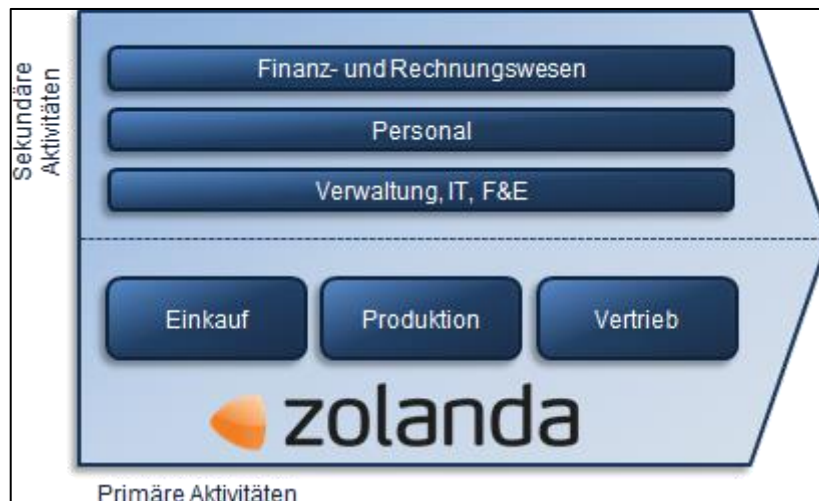 Sekundäre
Aktivitäten
Finanz- und Rechnungswesen
Personal
Verwaltung, IT, F&E
Einkauf
Produktion
Vertrieb
zolanda
Primäre Aktivitäten